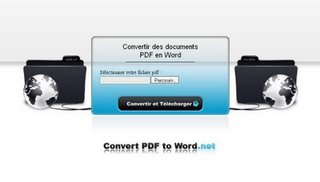 Convertir des documents
PDF en Word
Sélectionner votre fichier pdf :
Parcourir...
Convertir et Télécharger
Convert PDF to Word.net